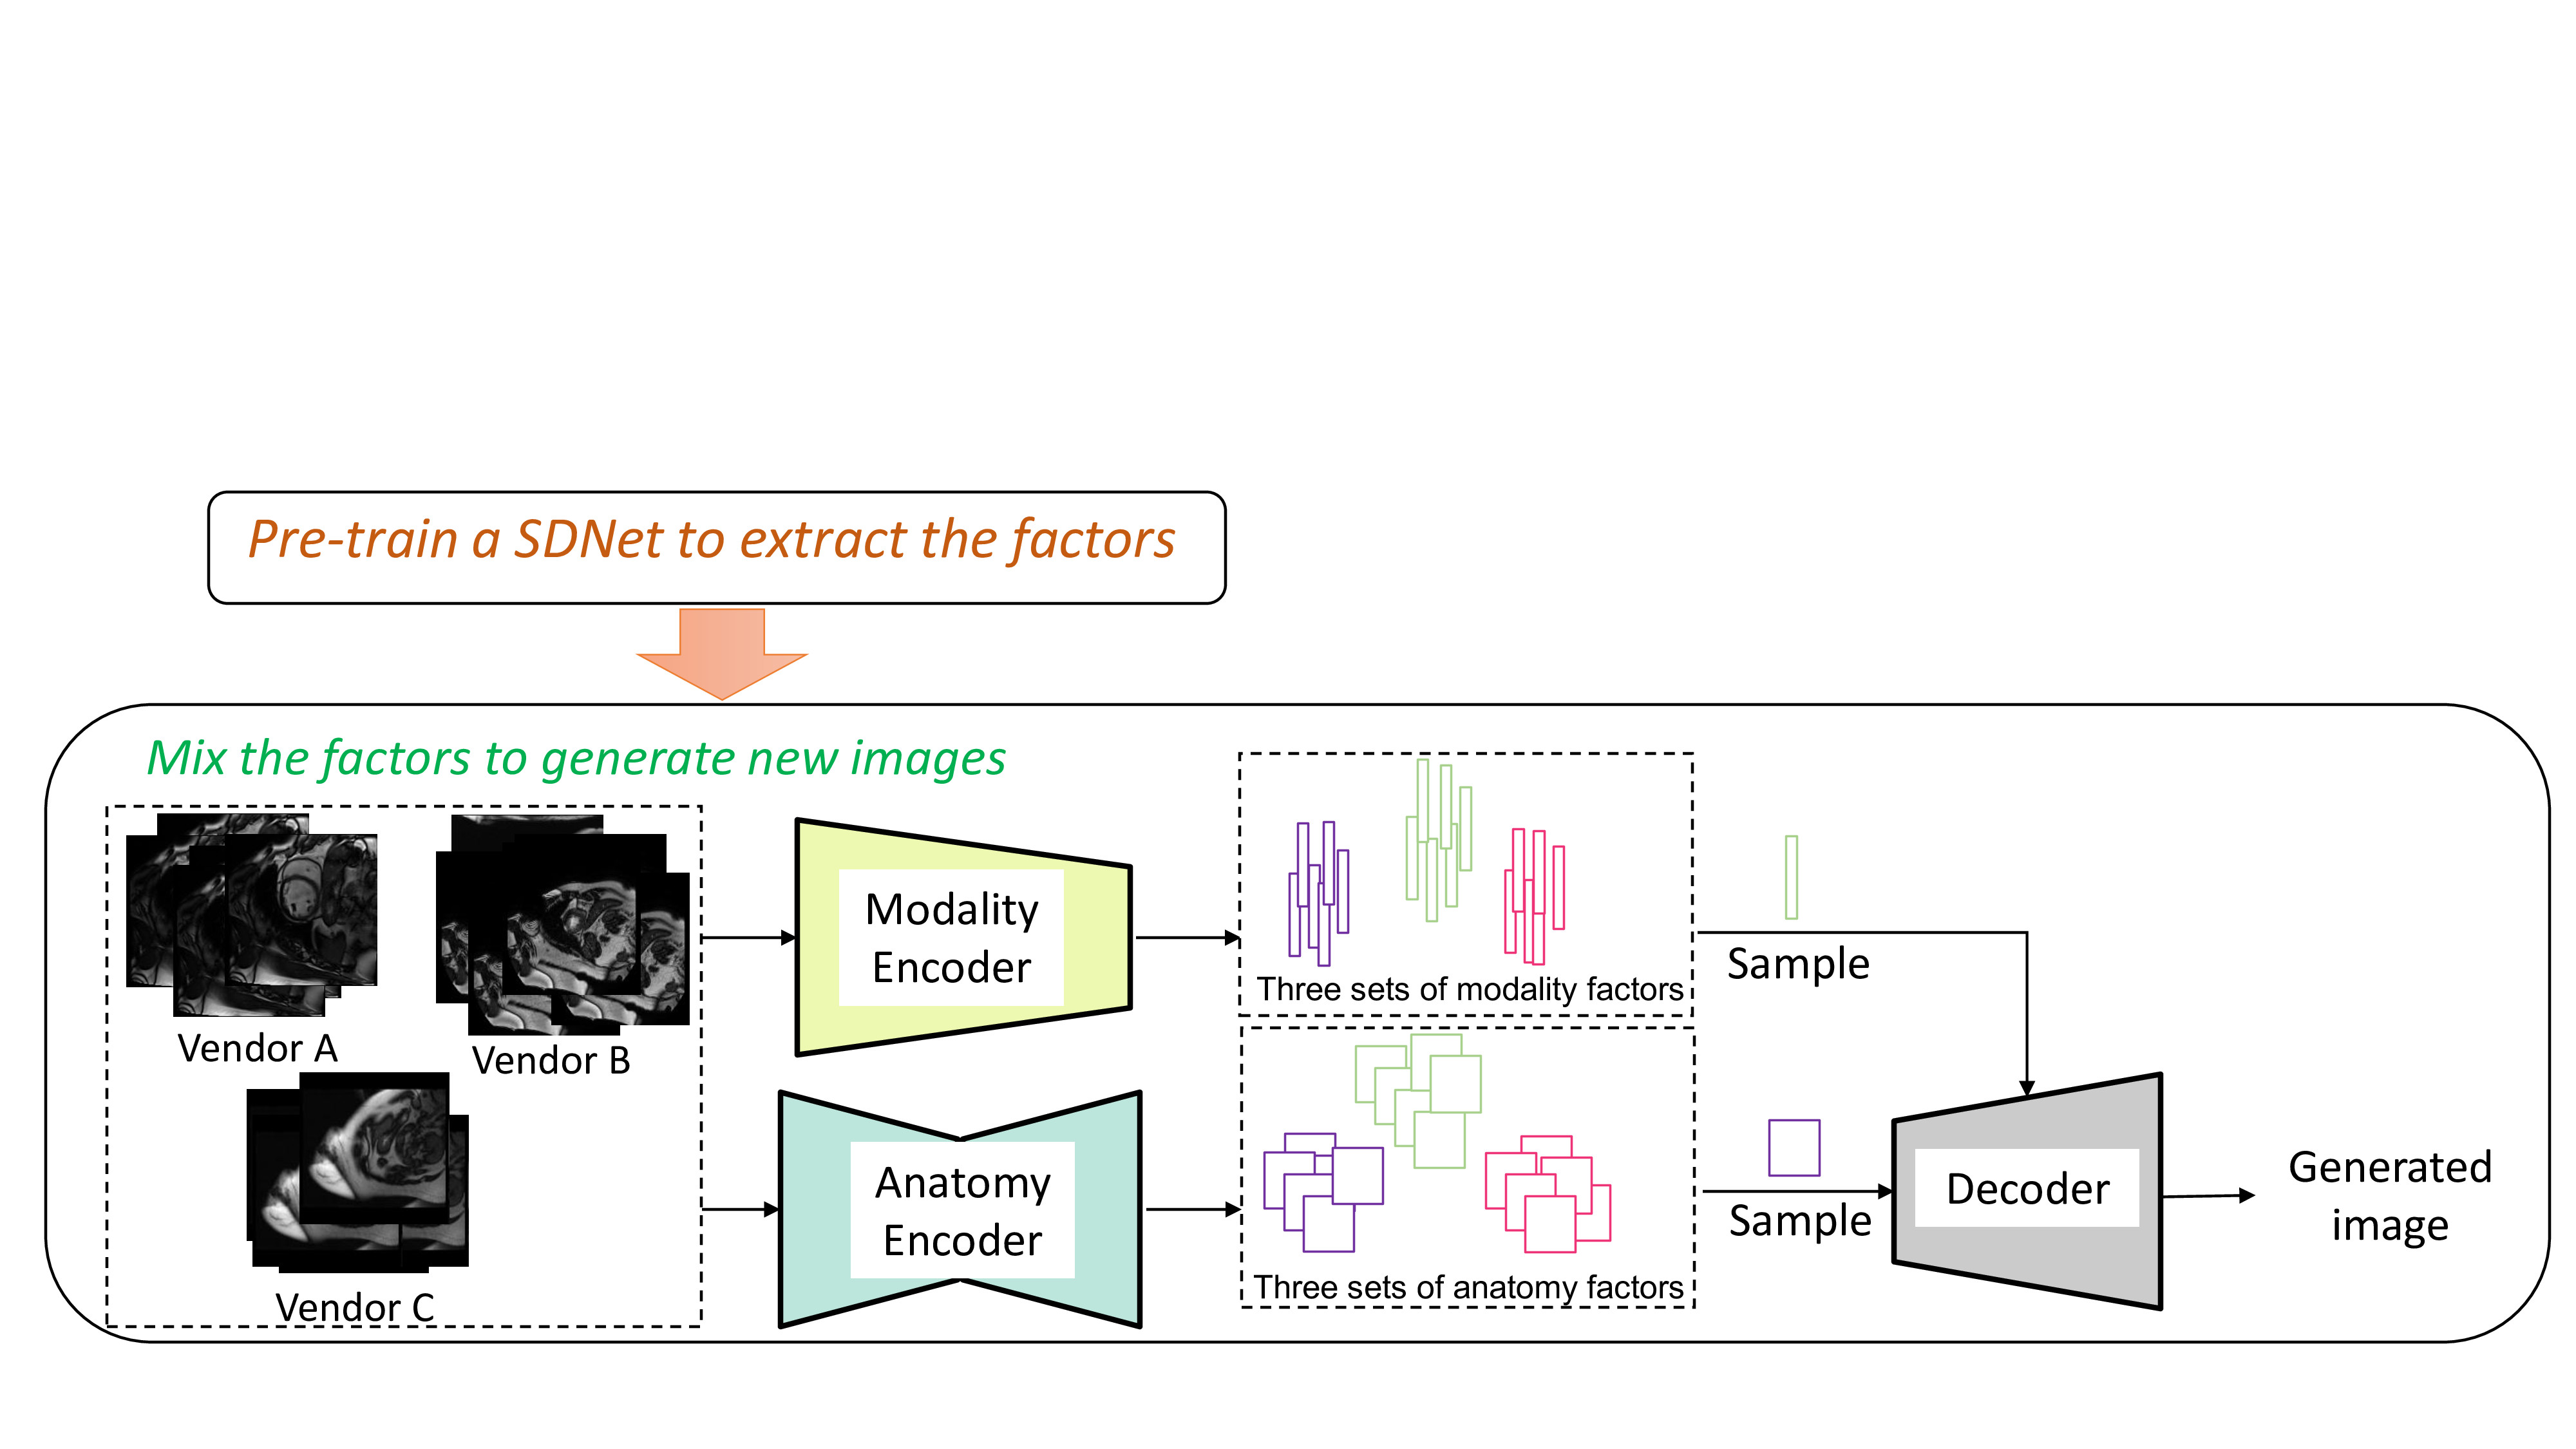 Pre-train a SDNet to extract the factors
Mix the factors to generate new images
Vendor A
Vendor B
Vendor C
Modality
Encoder
Anatomy
Encoder
Three sets of modality factors
Three sets of anatomy factors
Sample
Sample
Decoder
Generated
image